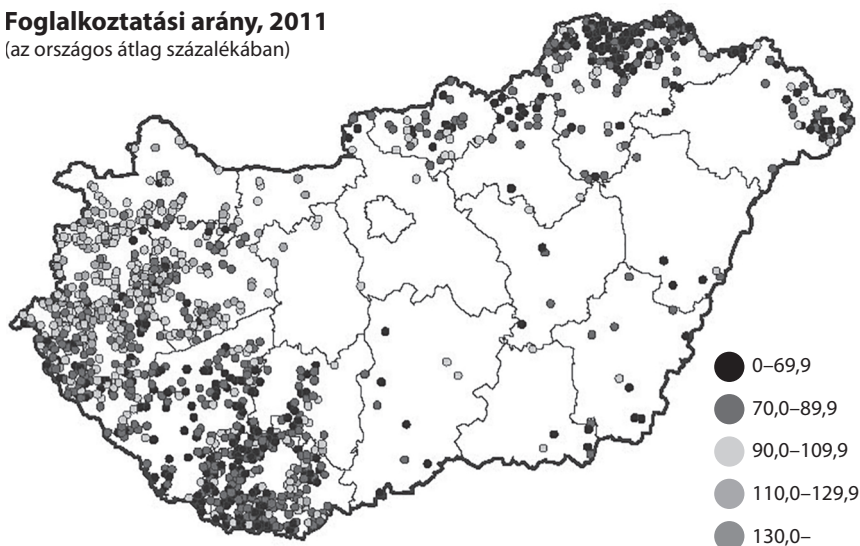 Foglalkoztatási arány, 2011
(az országos átlag százalékában)
0–69,9
70,0–89,9
90,0–109,9
110,0–129,9
130,0–